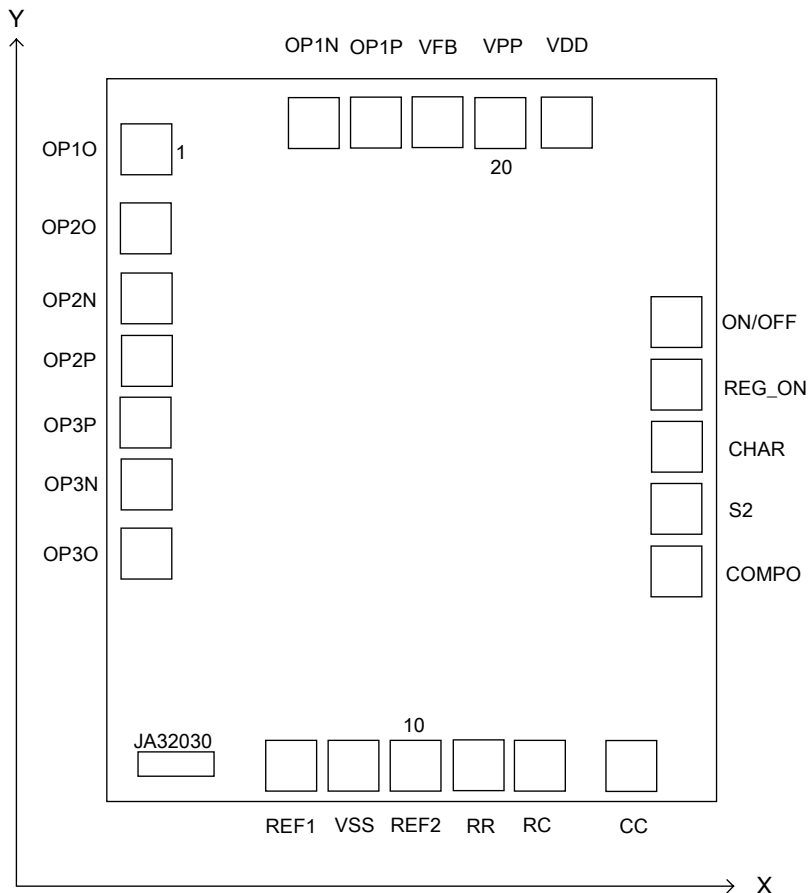 Y
OP1N OP1P VFB VPP VDD
OP1O 1
20
OP2O
OP2N
ON/OFF
OP2P
REG_ON
OP3P
CHAR
OP3N
S2
OP3O
COMPO
10
JA32030
REF1 VSS REF2 RR RC CC
X